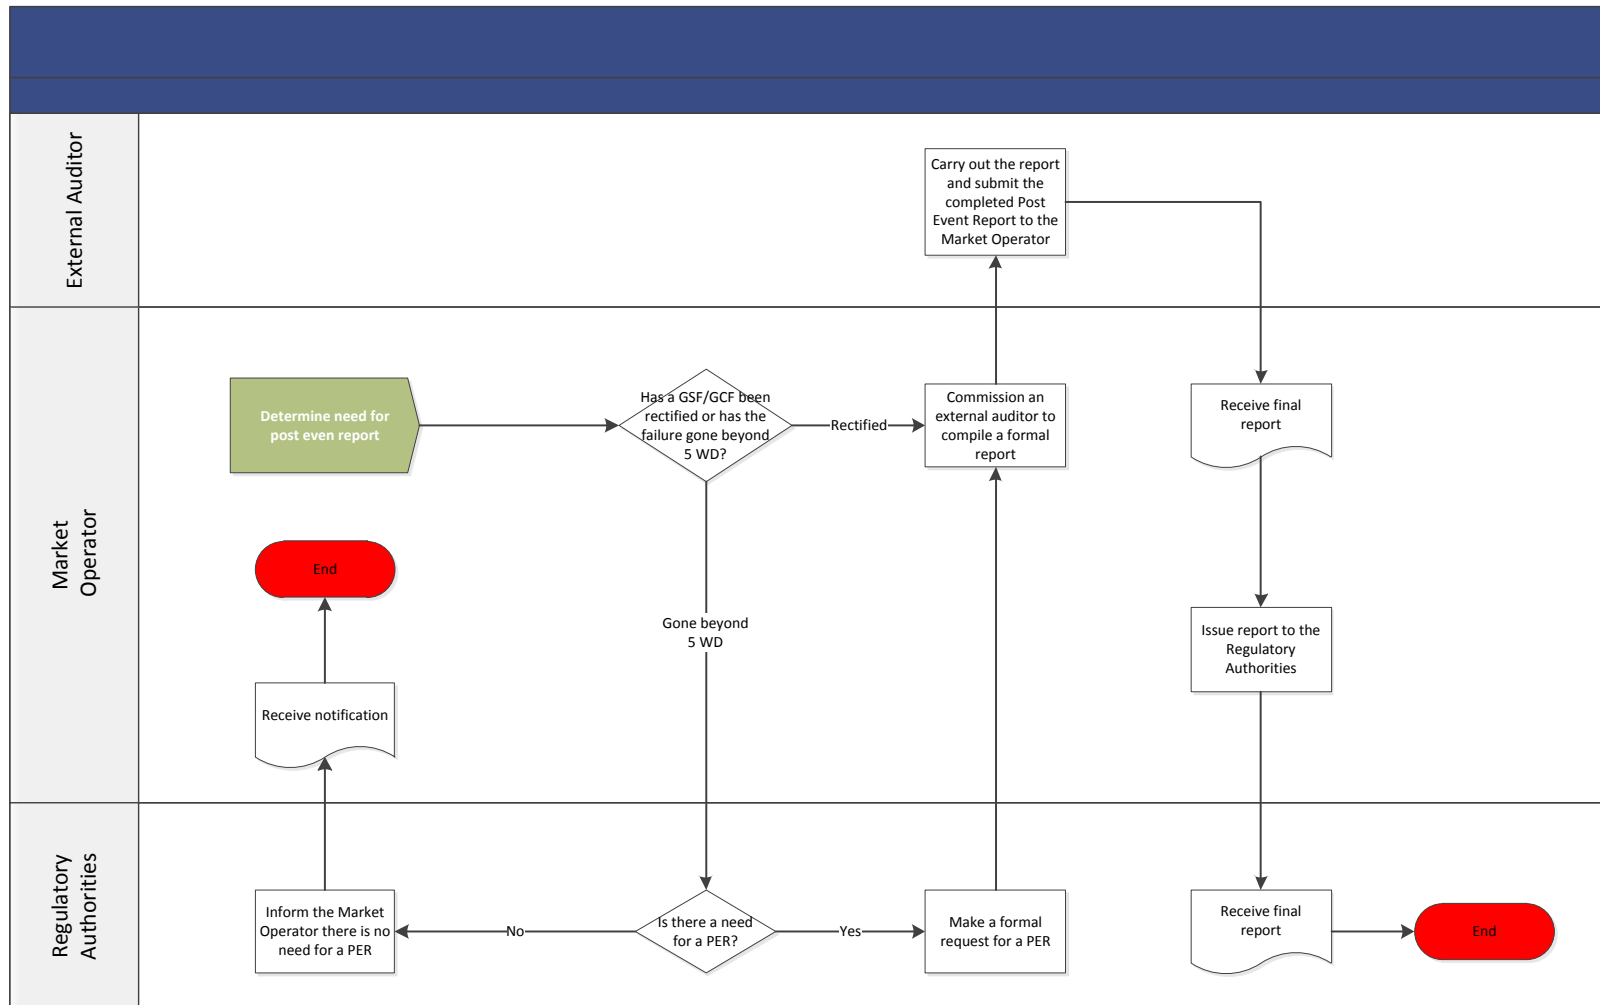 External Auditor
Carry out the report
and submit the
completed Post
Event Report to the
Market Operator
Market
Operator
Determine need for
post even report
Has a GSF/GCF been
rectified or has the
failure gone beyond
5 WD?
Rectified
Commission an
external auditor to
compile a formal
report
Receive final
report
End
Gone beyond
5 WD
Issue report to the
Regulatory
Authorities
Receive notification
Regulatory
Authorities
Inform the Market
Operator there is no
need for a PER
No
Is there a need
for a PER?
Yes
Make a formal
request for a PER
Receive final
report
End